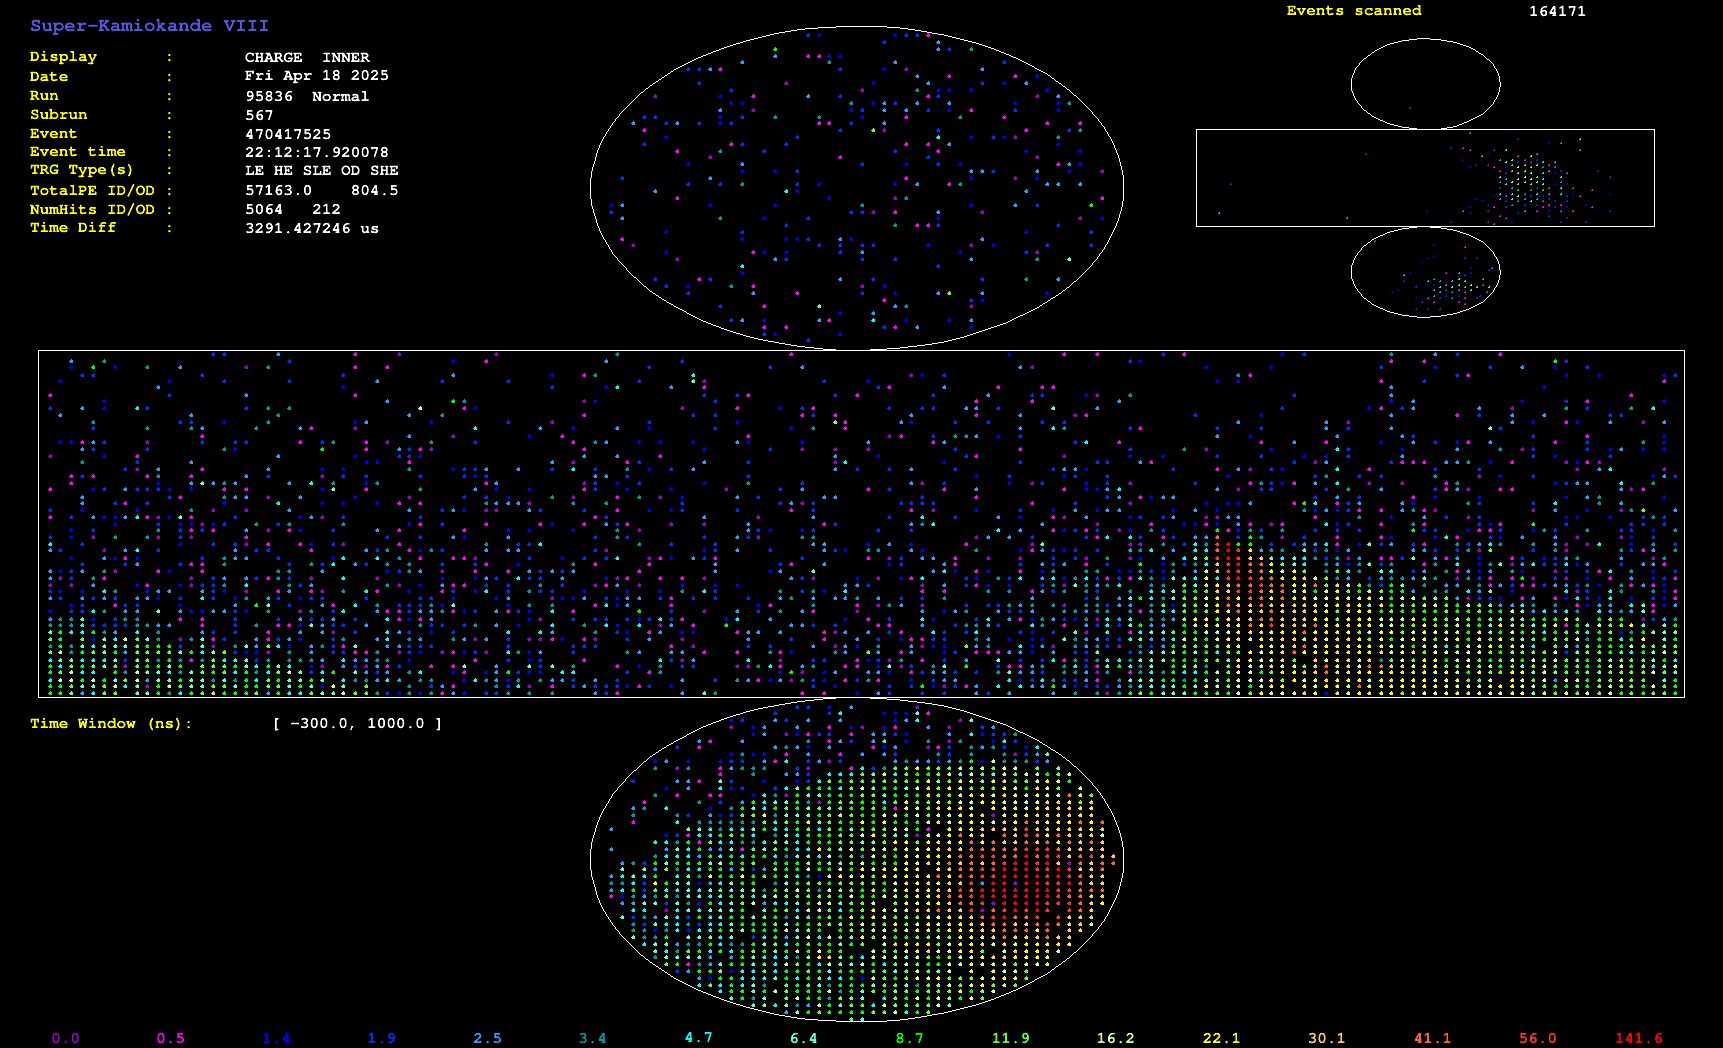 Super-Kamiokande VIII
Events scanned 164171
Display : CHARGE INNER
Date : Fri Apr 18 2025
Run : 95836 Normal
Subrun : 567
Event : 470417525
Event time : 22:12:17.920078
TRG Type(s) : LE HE SLE OD SHE
TotalPE ID/OD : 57163.0 804.5
NumHits ID/OD : 5064 212
Time Diff : 3291.427246 us
Time Window (ns): [ -300.0, 1000.0 ]
0.0 0.5 1.4 1.9 2.5 3.4 4.7 6.4 8.7 11.9 16.2 22.1 30.1 41.1 56.0 141.6